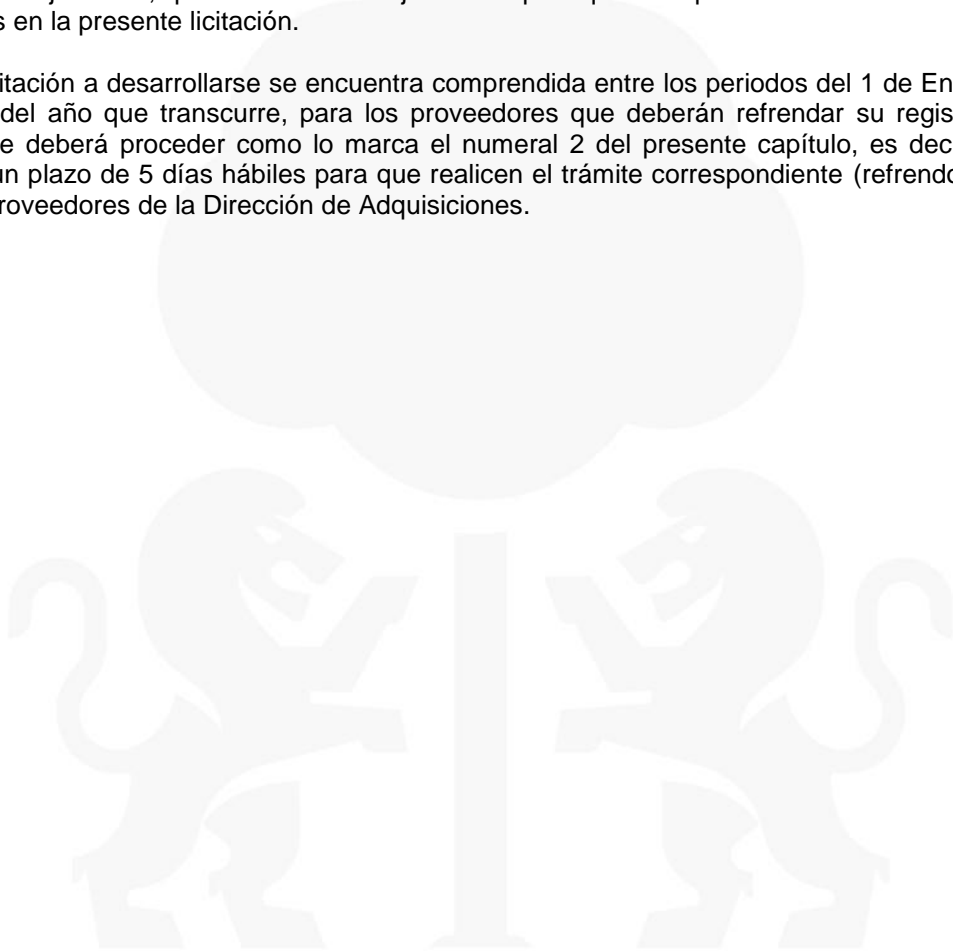 s en la presente licitación.
itación a desarrollarse se encuentra comprendida entre los periodos del 1 de En
del año que transcurre, para los proveedores que deberán refrendar su regis
e deberá proceder como lo marca el numeral 2 del presente capítulo, es dec
un plazo de 5 días hábiles para que realicen el trámite correspondiente (refrendo
roveedores de la Dirección de Adquisiciones.